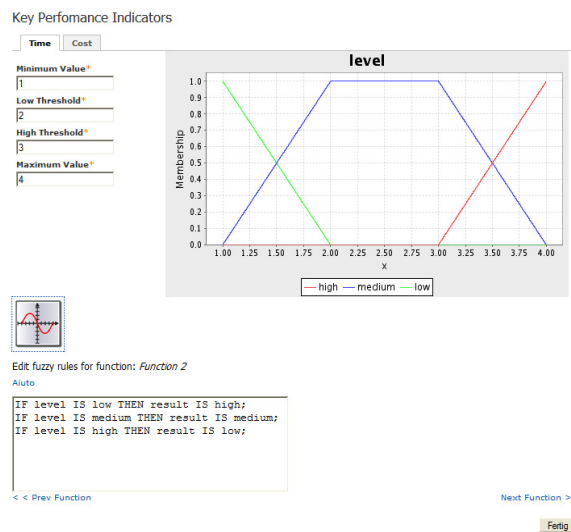 Key Perfomance Indicators
Time Cost
Minimum Value*
1
Low Threshold*
2
High Threshold*
3
Maximum Value*
4
level
Membership
1.0
0.9
0.8
0.7
0.6
0.5
0.4
0.3
0.2
0.1
0.0
1.00 1.25 1.50 1.75 2.00 2.25 2.50 2.75 3.00 3.25 3.50 3.75 4.00
x
high medium low
Edit fuzzy rules for function: Function 2
Aiuto
IF level IS low THEN result IS high;
IF level IS medium THEN result IS medium;
IF level IS high THEN result IS low;
< < Prev Function
Next Function >
Fertig